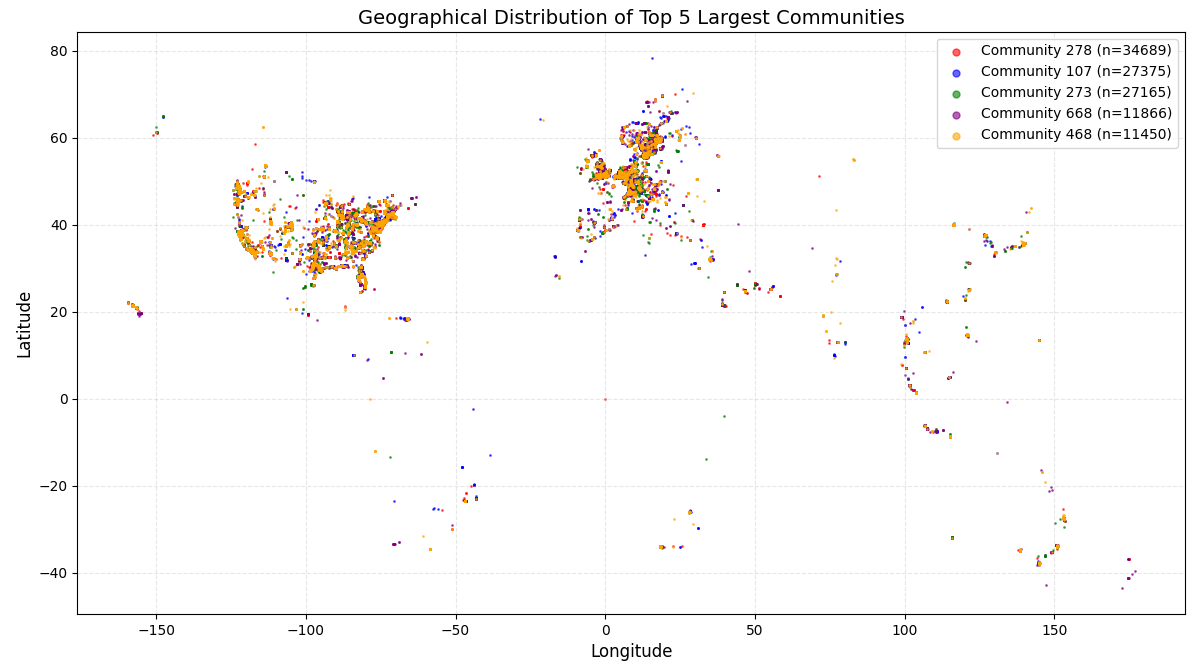 Geographical Distribution of Top 5 Largest Communities
Community 278 (n=34689)
Community 107 (n=27375)
Community 273 (n=27165)
Community 668 (n=11866)
Community 468 (n=11450)
80
60
40
20
0
−20
−40
Latitude
−150
−100
−50
0
50
100
150
Longitude